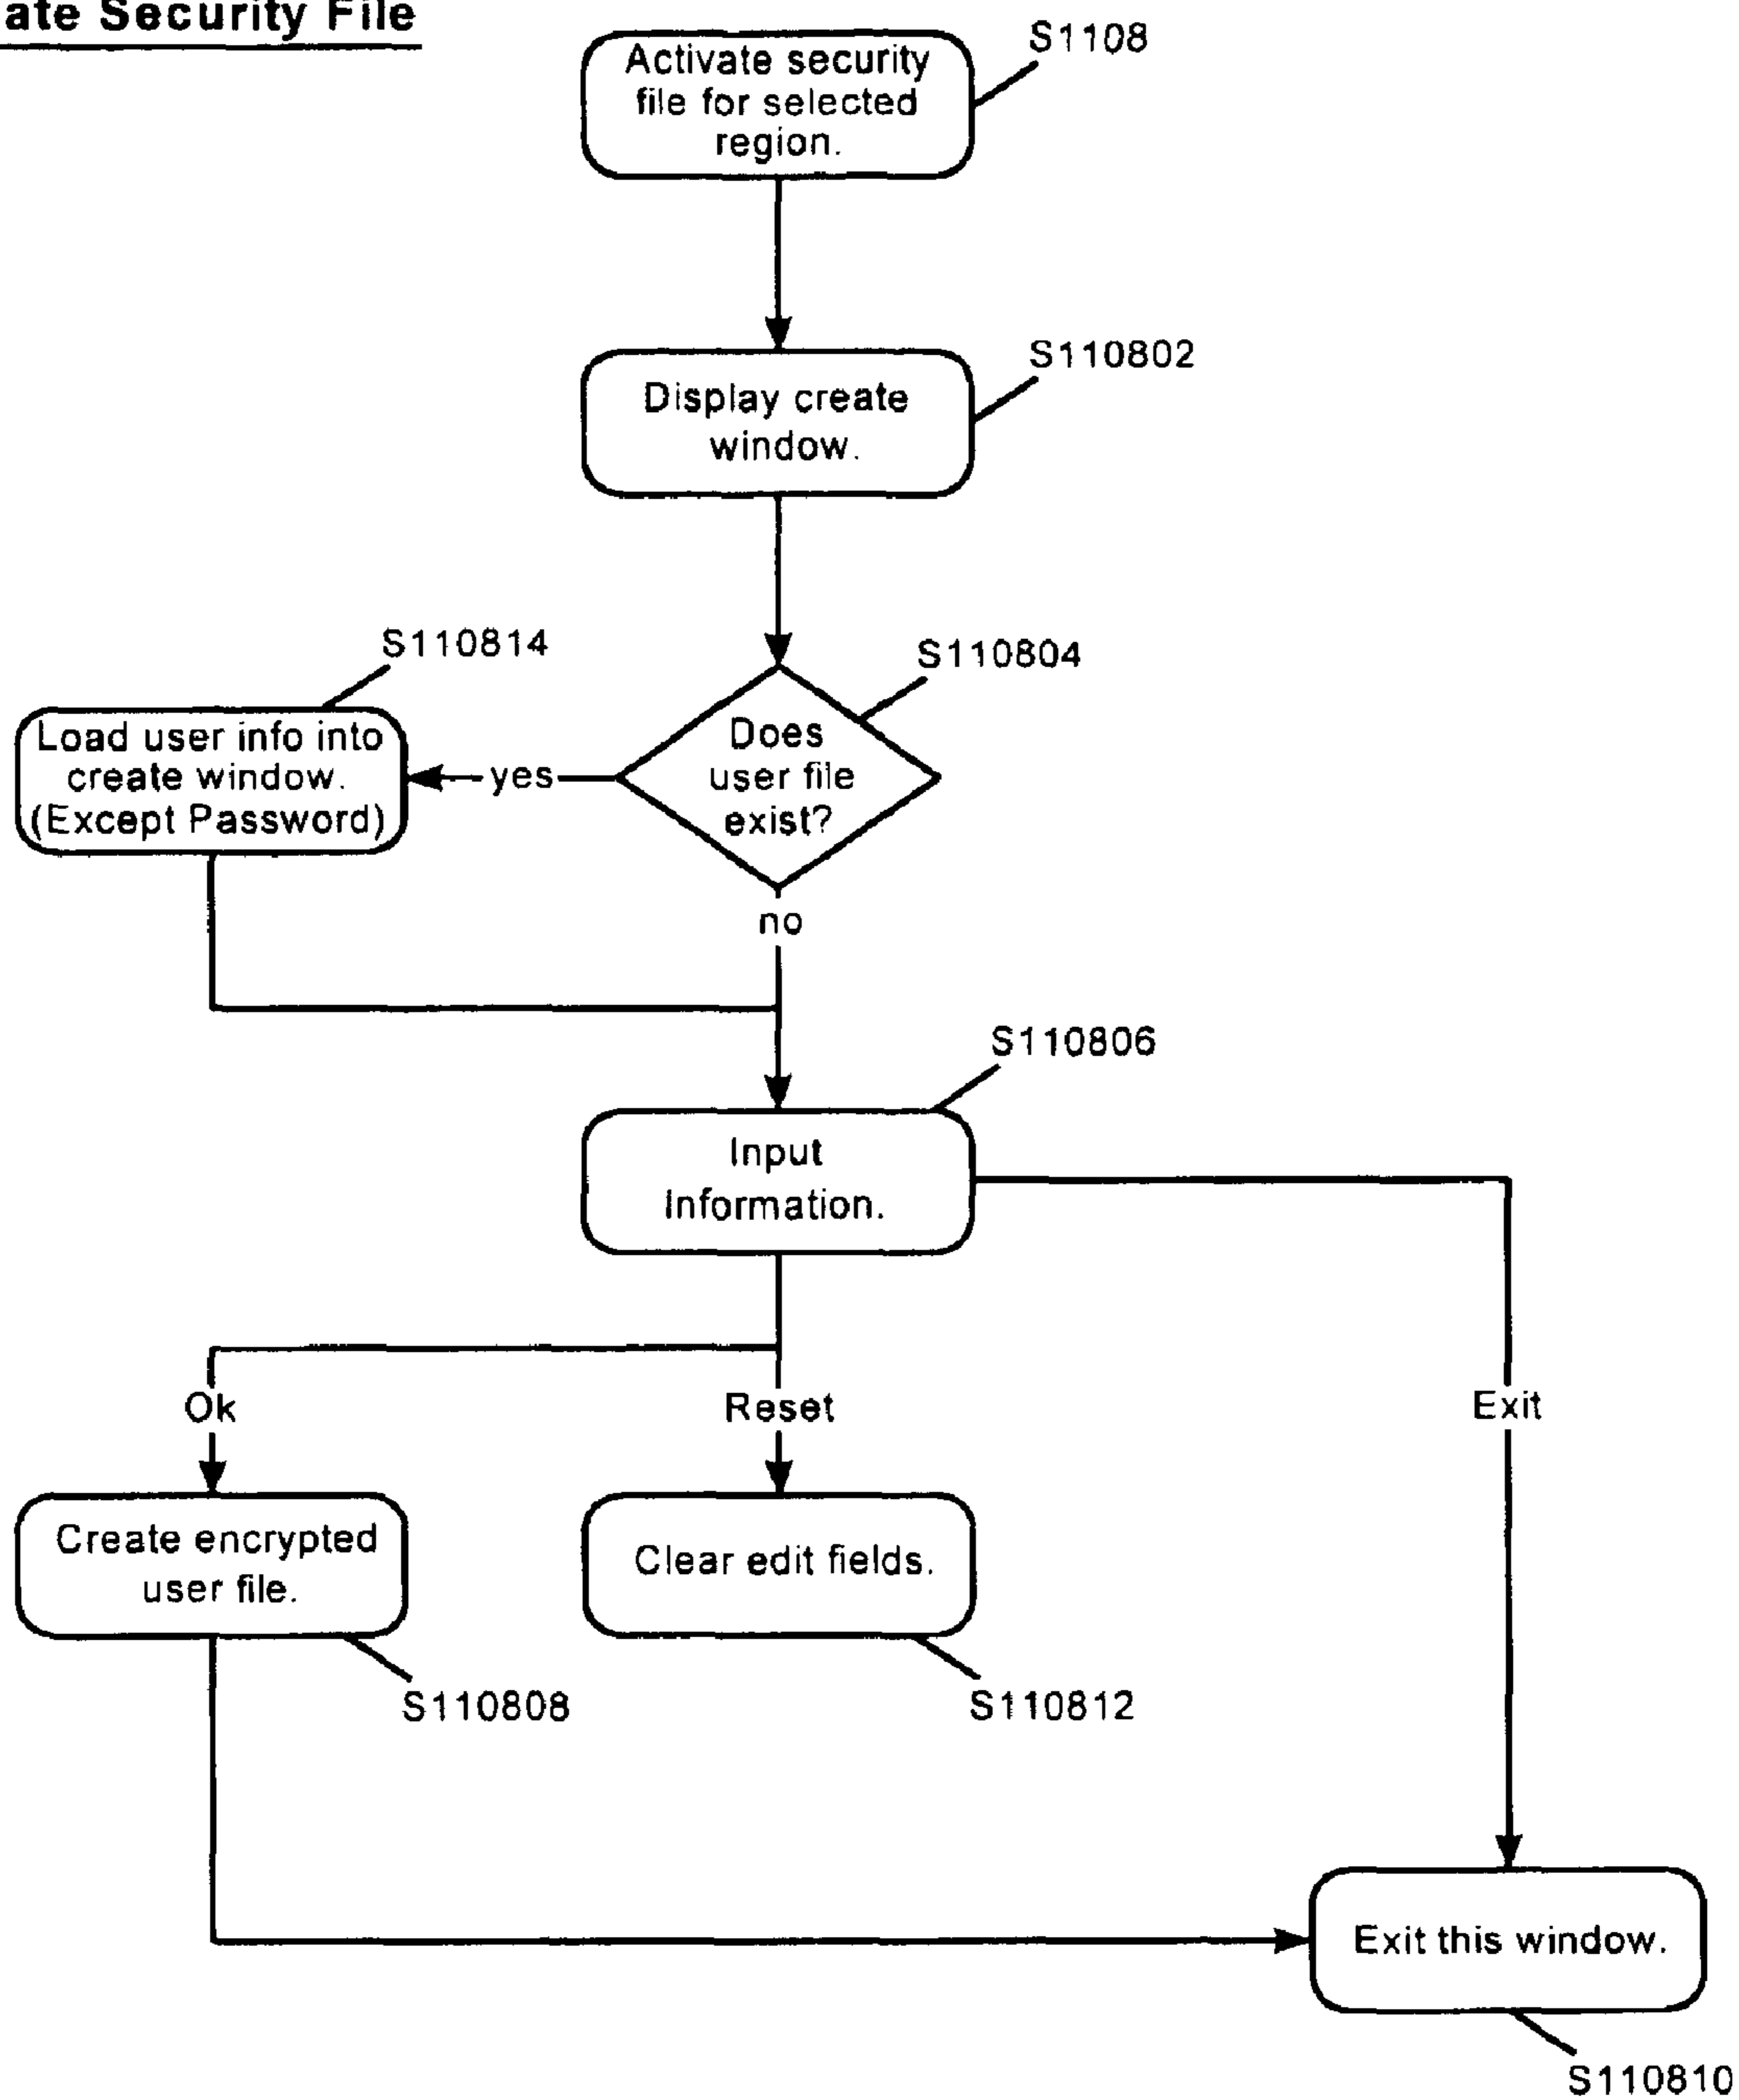 ate Security File
S1108
Activate security
file for selected
region.
S110802
Display create
window.
S110814
S110804
Load user info into
create window.
(Except Password)
yes
Does
user file
exist?
no
S110806
Input
Information.
Ok
Reset
Exit
Create encrypted
user file.
Clear edit fields.
S110808
S110812
Exit this window.
S110810